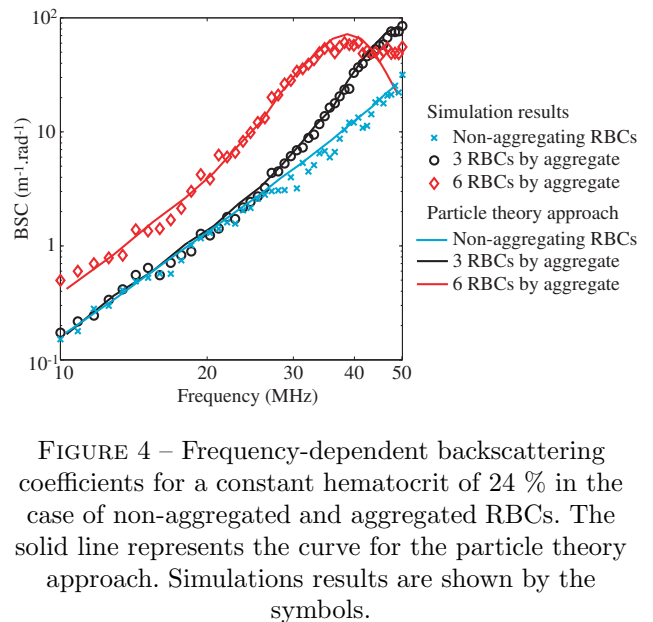 10²
10
1
10⁻¹
BSC (m⁻¹.rad⁻¹)
10 20 30 40 50
Frequency (MHz)
Simulation results
Non-aggregating RBCs
3 RBCs by aggregate
6 RBCs by aggregate
Particle theory approach
Non-aggregating RBCs
3 RBCs by aggregate
6 RBCs by aggregate
FIGURE 4 – Frequency-dependent backscattering
coefficients for a constant hematocrit of 24 % in the
case of non-aggregated and aggregated RBCs. The
solid line represents the curve for the particle theory
approach. Simulations results are shown by the
symbols.